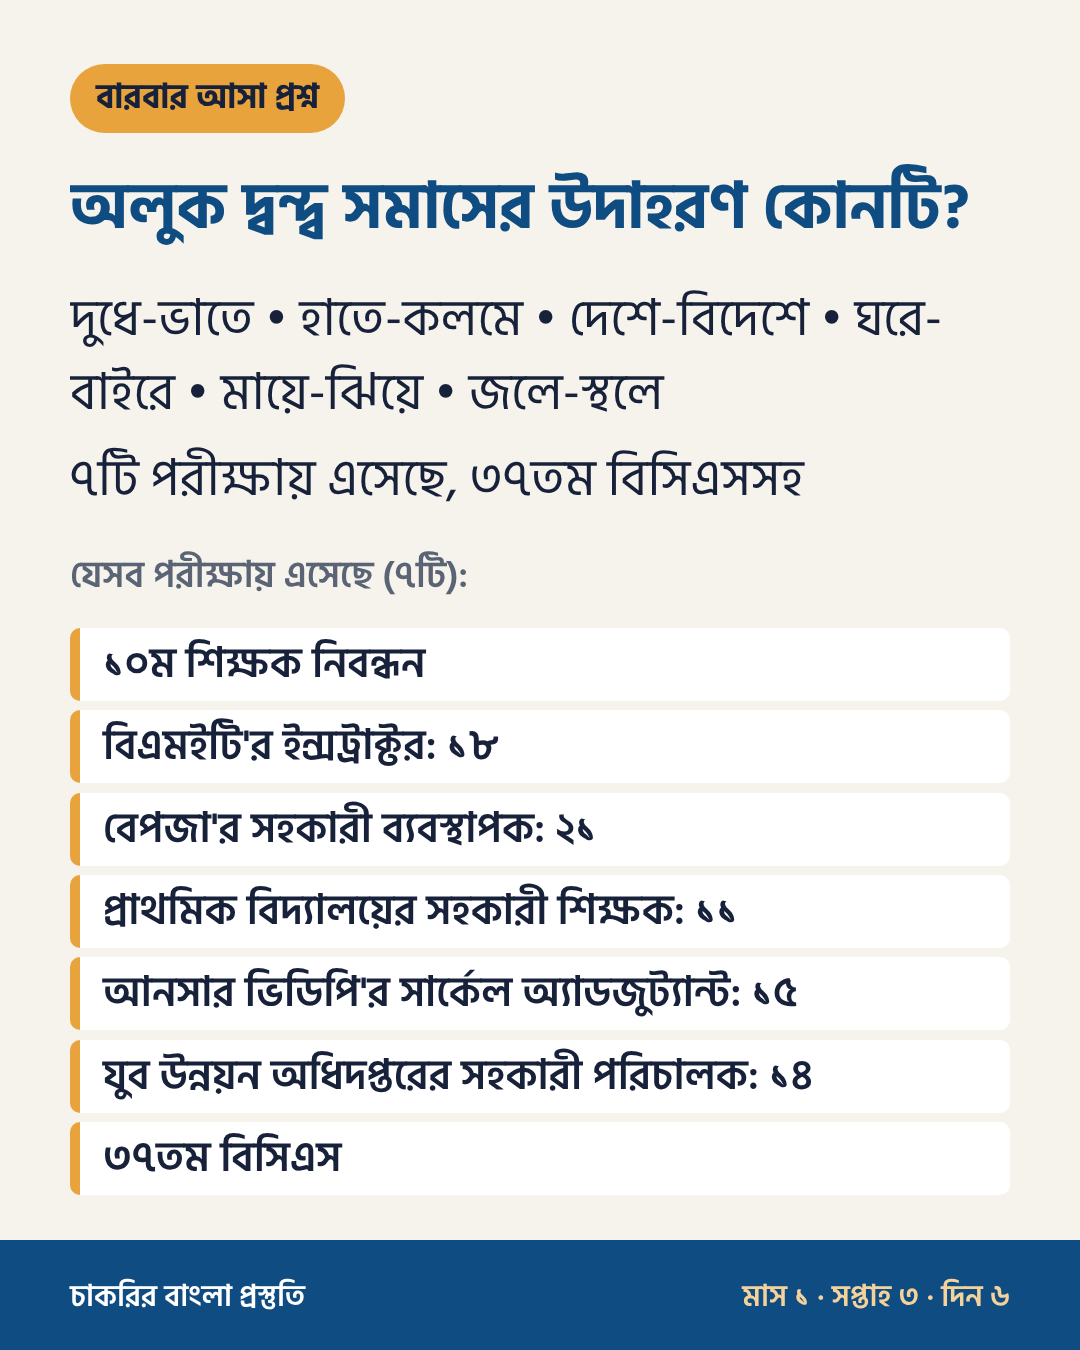 বারবার আসা প্রশ্ন
অলুক দ্বন্দ্ব সমাসের উদাহরণ কোনটি?
দুধে-ভাতে • হাতে-কলমে • দেশে-বিদেশে • ঘরে-
বাইরে • মায়ে-ঝিয়ে • জলে-স্থলে
৭টি পরীক্ষায় এসেছে, ৩৭তম বিসিএসসহ
যেসব পরীক্ষায় এসেছে (৭টি):
১০ম শিক্ষক নিবন্ধন
বিএমইটি'র ইন্সট্রাক্টর: ১৮
বেপজা'র সহকারী ব্যবস্থাপক: ২১
প্রাথমিক বিদ্যালয়ের সহকারী শিক্ষক: ১১
আনসার ভিডিপি'র সার্কেল অ্যাডজুট্যান্ট: ১৫
যুব উন্নয়ন অধিদপ্তরের সহকারী পরিচালক: ১৪
৩৭তম বিসিএস
চাকরির বাংলা প্রস্তুতি
মাস ১ · সপ্তাহ ৩ · দিন ৬